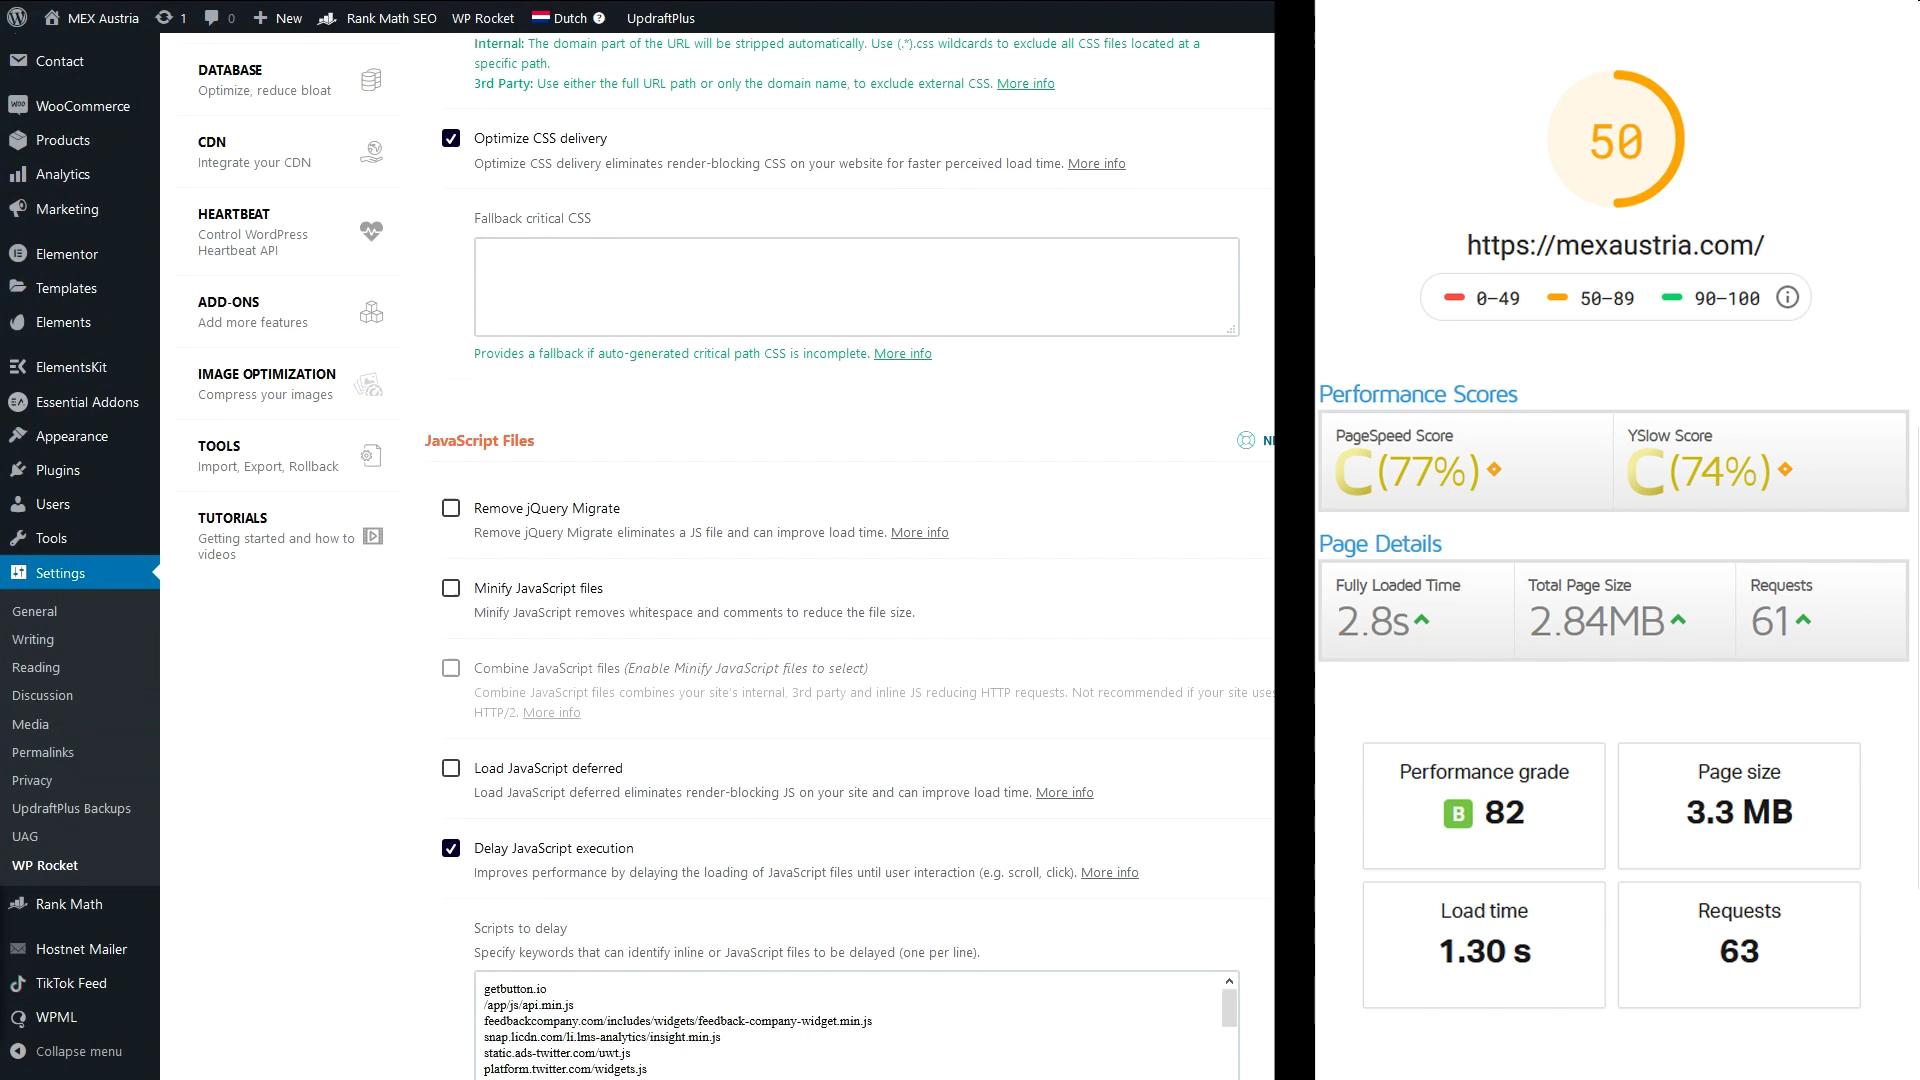 MEX Austria
1
0
New
Rank Math SEO
WP Rocket
Dutch
UpdraftPlus
Contact
WooCommerce
Products
Analytics
Marketing
Elementor
Templates
Elements
ElementsKit
Essential Addons
Appearance
Plugins
Users
Tools
Settings
General
Writing
Reading
Discussion
Media
Permalinks
Privacy
UpdraftPlus Backups
UAG
WP Rocket
Rank Math
Hostnet Mailer
TikTok Feed
WPML
Collapse menu
DATABASE
Optimize, reduce bloat
CDN
Integrate your CDN
HEARTBEAT
Control WordPress
Heartbeat API
ADD-ONS
Add more features
IMAGE OPTIMIZATION
Compress your images
TOOLS
Import, Export, Rollback
TUTORIALS
Getting started and how to
videos
Internal: The domain part of the URL will be stripped automatically. Use (.*).css wildcards to exclude all CSS files located at a
specific path.
3rd Party: Use either the full URL path or only the domain name, to exclude external CSS. More info
Optimize CSS delivery
Optimize CSS delivery eliminates render-blocking CSS on your website for faster perceived load time. More info
Fallback critical CSS
Provides a fallback if auto-generated critical path CSS is incomplete. More info
JavaScript Files
Remove jQuery Migrate
Remove jQuery Migrate eliminates a JS file and can improve load time. More info
Minify JavaScript files
Minify JavaScript removes whitespace and comments to reduce the file size.
Combine JavaScript files (Enable Minify JavaScript files to select)
Combine JavaScript files combines your site's internal, 3rd party and inline JS reducing HTTP requests. Not recommended if your site uses
HTTP/2. More info
Load JavaScript deferred
Load JavaScript deferred eliminates render-blocking JS on your site and can improve load time. More info
Delay JavaScript execution
Improves performance by delaying the loading of JavaScript files until user interaction (e.g. scroll, click). More info
Scripts to delay
Specify keywords that can identify inline or JavaScript files to be delayed (one per line).
getbutton.io
/app/js/api.min.js
feedbackcompany.com/includes/widgets/feedback-company-widget.min.js
snap.licdn.com/li.lms-analytics/insight.min.js
static.ads-twitter.com/uwt.js
platform.twitter.com/widgets.js
50
https://mexaustria.com/
0–49
50–89
90–100
Performance Scores
PageSpeed Score
C(77%)
YSlow Score
C(74%)
Page Details
Fully Loaded Time
2.8s
Total Page Size
2.84MB
Requests
61
Performance grade
B 82
Page size
3.3 MB
Load time
1.30 s
Requests
63